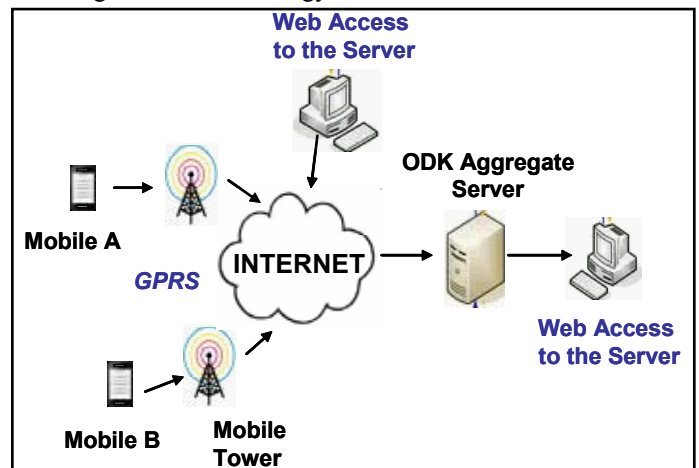 Web Access
to the Server
ODK Aggregate
Server
Mobile A
GPRS
INTERNET
Web Access
to the Server
Mobile B
Mobile
Tower